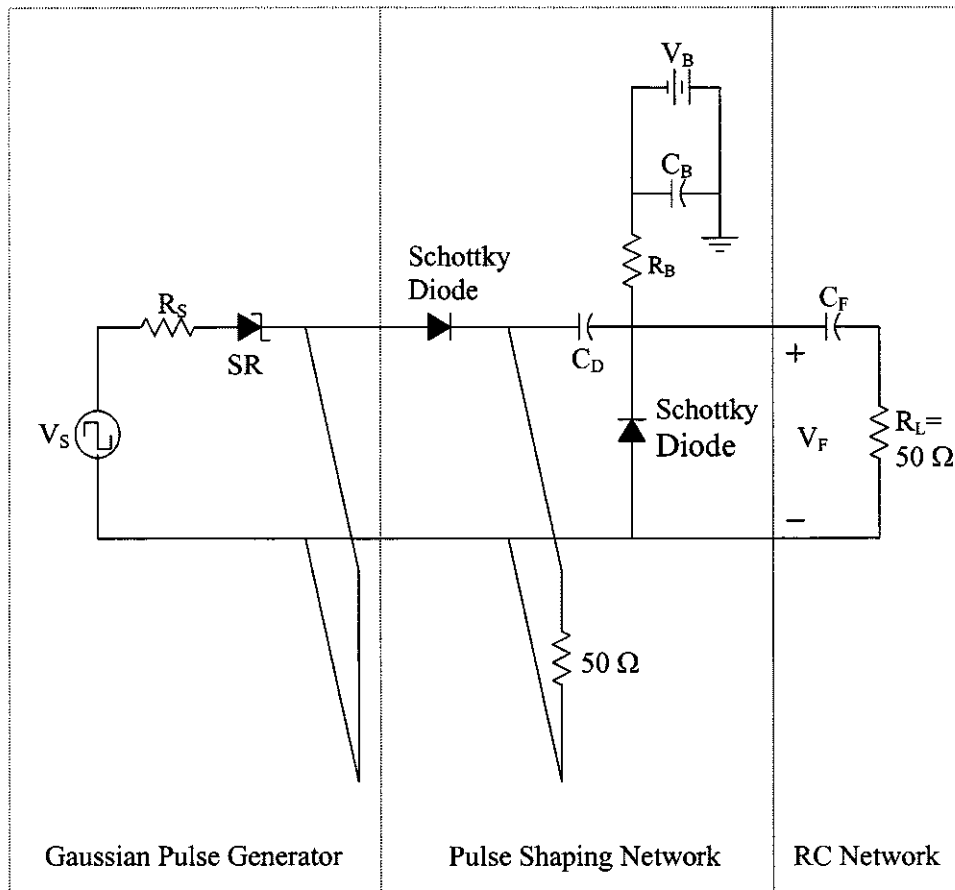 V_B
C_B
R_B
Schottky
Diode
R_S
SR
V_S
C_D
C_F
+
Schottky
Diode
V_F
R_L=
50 Ω
−
50 Ω
Gaussian Pulse Generator
Pulse Shaping Network
RC Network